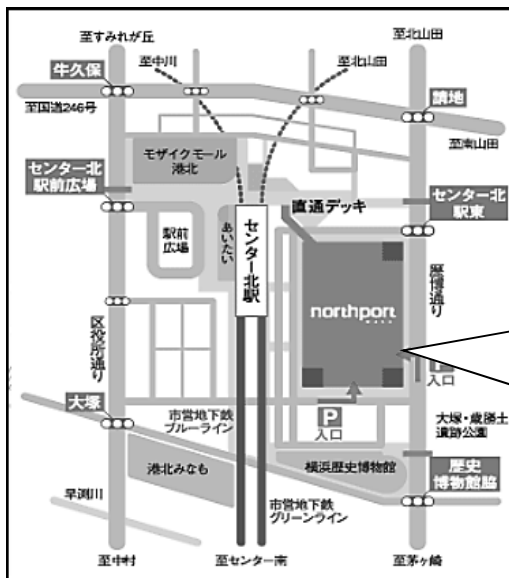 至すみれが丘
至北山田
牛久保
至中川
至北山田
至国道246号
請地
至南山田
モザイクモール
港北
センター北
駅前広場
センター北
駅東
直通デッキ
駅前
広場
あいたい
センター北駅
northport
歴博通り
区役所通り
P
入口
大塚
市営地下鉄
ブルーライン
P
入口
大塚・歳勝土
遺跡公園
港北みなも
横浜歴史博物館
歴史
博物館脇
早渕川
市営地下鉄
グリーンライン
至中村
至センター南
至茅ヶ崎